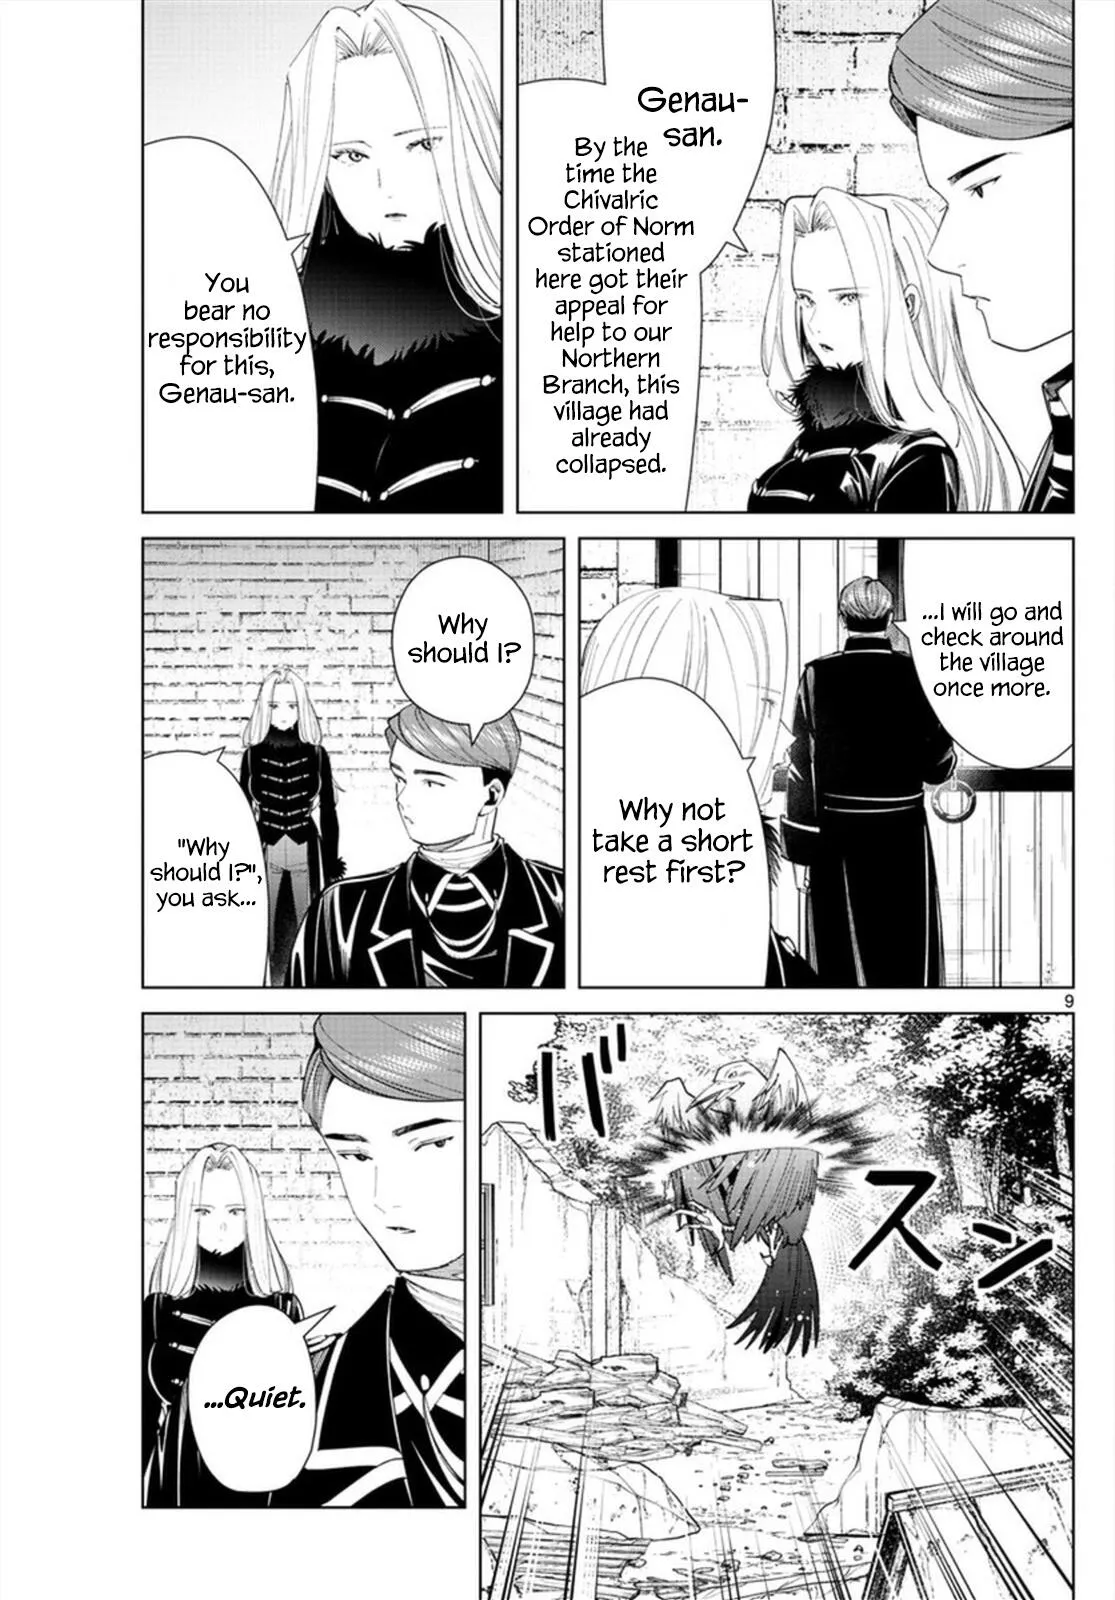 Genau-
san.
By the
time the
Chivalric
Order of Norm
stationed
here got their
appeal for
help to our
Northern
Branch, this
village had
already
collapsed.
You
bear no
responsibility
for this,
Genau-san.
...I will go and
check around
the village
once more.
Why not
take a short
rest first?
Why
should I?
"Why
should I?",
you ask...
9
ズン
...Quiet.